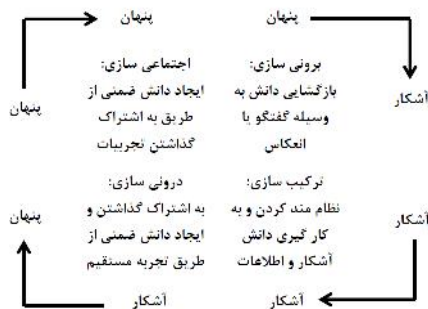 پنهان
پنهان
برونی سازی:
بازگشایی دانش به
وسیله گفتگو یا
انعکاس
اجتماعی سازی:
ایجاد دانش ضمنی از
طریق به اشتراک
گذاشتن تجربیات
آشکار
پنهان
ترکیب سازی:
نظام مند کردن و به
کار گیری دانش
آشکار و اطلاعات
درونی سازی:
به اشتراک گذاشتن و
ایجاد دانش ضمنی از
طریق تجربه مستقیم
آشکار
پنهان
آشکار
آشکار